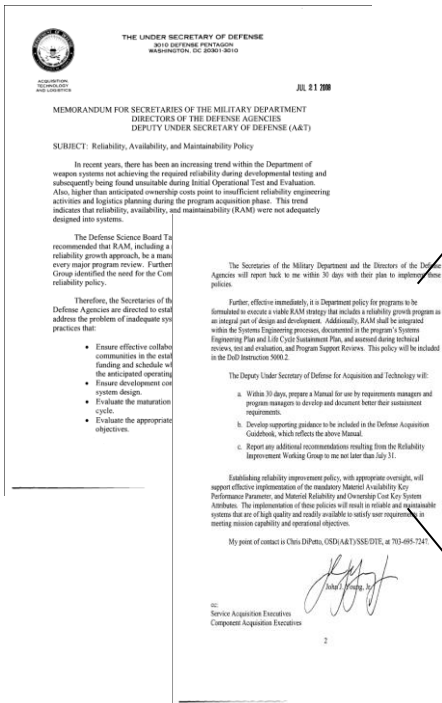 THE UNDER SECRETARY OF DEFENSE
3010 DEFENSE PENTAGON
WASHINGTON, DC 20301-3010
ACQUISITION,
TECHNOLOGY
AND LOGISTICS
JUL 21 2008
MEMORANDUM FOR SECRETARIES OF THE MILITARY DEPARTMENT
DIRECTORS OF THE DEFENSE AGENCIES
DEPUTY UNDER SECRETARY OF DEFENSE (A&T)
SUBJECT: Reliability, Availability, and Maintainability Policy
In recent years, there has been an increasing trend within the Department of
weapon systems not achieving the required reliability during developmental testing and
subsequently being found unsuitable during Initial Operational Test and Evaluation.
Also, higher than anticipated ownership costs point to insufficient reliability engineering
activities and logistics planning during the program acquisition phase. This trend
indicates that reliability, availability, and maintainability (RAM) were not adequately
designed into systems.
The Defense Science Board Ta
recommended that RAM, including a
reliability growth approach, be a man
every major program review. Further
Group identified the need for the Com
reliability policy.
Therefore, the Secretaries of th
Defense Agencies are directed to esta
address the problem of inadequate sys
practices that:
• Ensure effective collabo
communities in the estal
funding and schedule wh
the anticipated operating
• Ensure development con
system design.
• Evaluate the maturation
cycle.
• Evaluate the appropriate
objectives.
The Secretaries of the Military Department and the Directors of the Defense
Agencies will report back to me within 30 days with their plan to implement these
policies.
Further, effective immediately, it is Department policy for programs to be
formulated to execute a viable RAM strategy that includes a reliability growth program as
an integral part of design and development. Additionally, RAM shall be integrated
within the Systems Engineering processes, documented in the program's Systems
Engineering Plan and Life Cycle Sustainment Plan, and assessed during technical
reviews, test and evaluation, and Program Support Reviews. This policy will be included
in the DoD Instruction 5000.2.
The Deputy Under Secretary of Defense for Acquisition and Technology will:
a. Within 30 days, prepare a Manual for use by requirements managers and
program managers to develop and document better their sustainment
requirements.
b. Develop supporting guidance to be included in the Defense Acquisition
Guidebook, which reflects the above Manual.
c. Report any additional recommendations resulting from the Reliability
Improvement Working Group to me not later than July 31.
Establishing reliability improvement policy, with appropriate oversight, will
support effective implementation of the mandatory Materiel Availability Key
Performance Parameter, and Materiel Reliability and Ownership Cost Key System
Attributes. The implementation of these policies will result in reliable and maintainable
systems that are of high quality and readily available to satisfy user requirements in
meeting mission capability and operational objectives.
My point of contact is Chris DiPetto, OSD(A&T)/SSE/DTE, at 703-695-7247.
John J. Young, Jr.
cc:
Service Acquisition Executives
Component Acquisition Executives
2